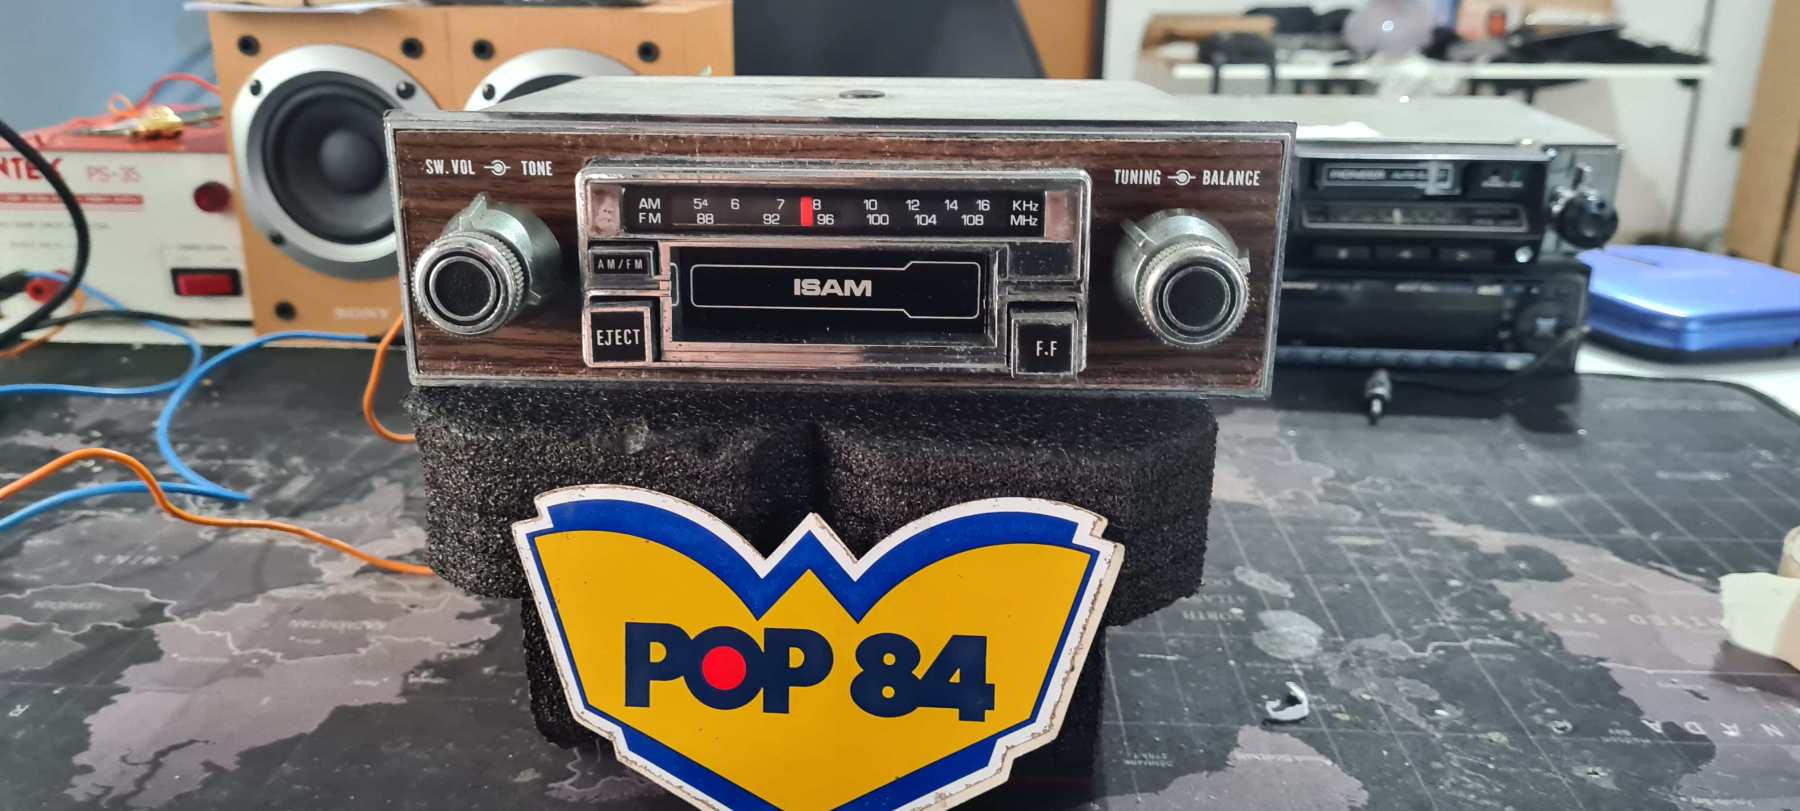 PS-35
SW. VOL TONE
TUNING BALANCE
AM 5⁴ 6 7 8 10 12 14 16 KHz
FM 88 92 96 100 104 108 MHz
AM/FM
ISAM
EJECT
F.F
PIONEER
SONY
POP 84